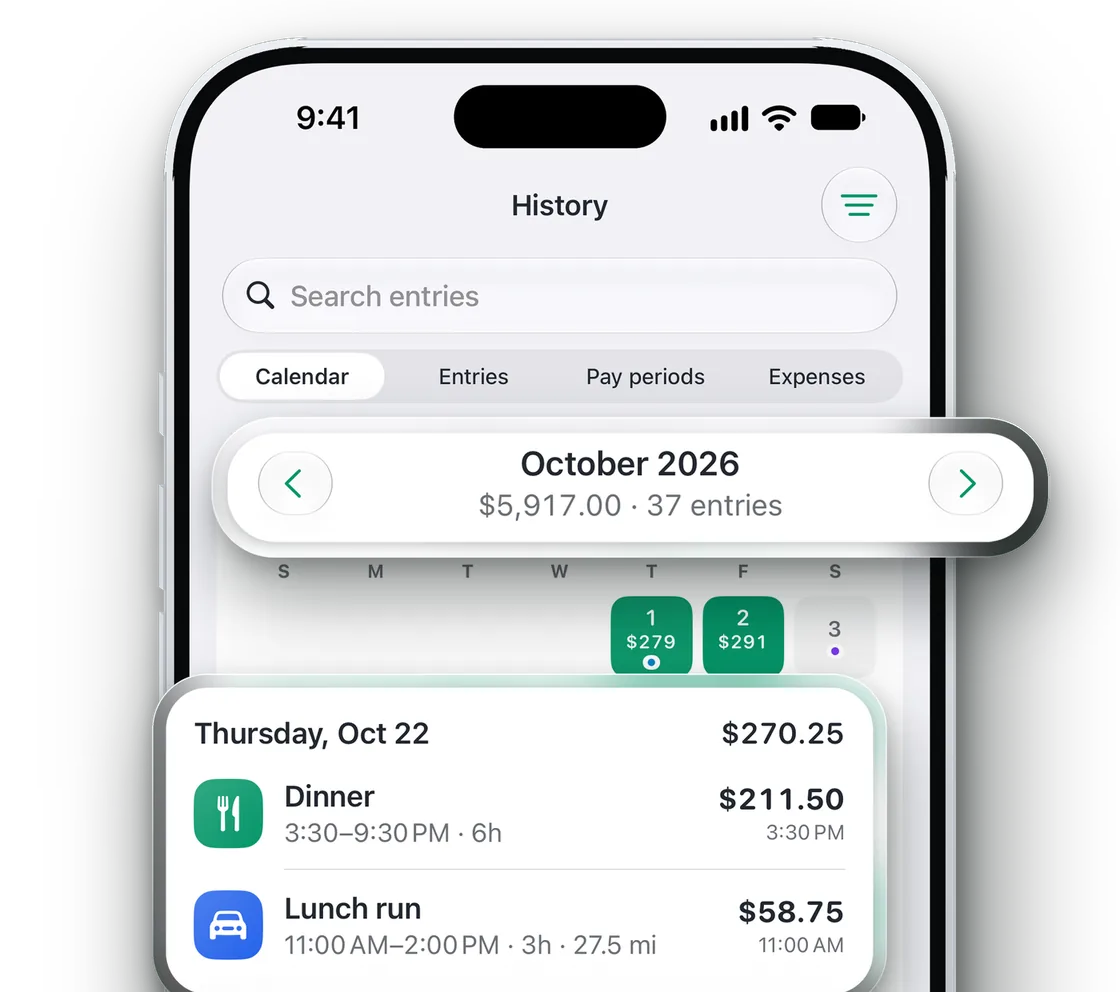 9:41
History
Search entries
Calendar Entries Pay periods Expenses
October 2026
$5,917.00 · 37 entries
S M T W T F S
1 2 3
$279 $291
Thursday, Oct 22 $270.25
Dinner $211.50
3:30–9:30 PM · 6h 3:30 PM
Lunch run $58.75
11:00 AM–2:00 PM · 3h · 27.5 mi 11:00 AM